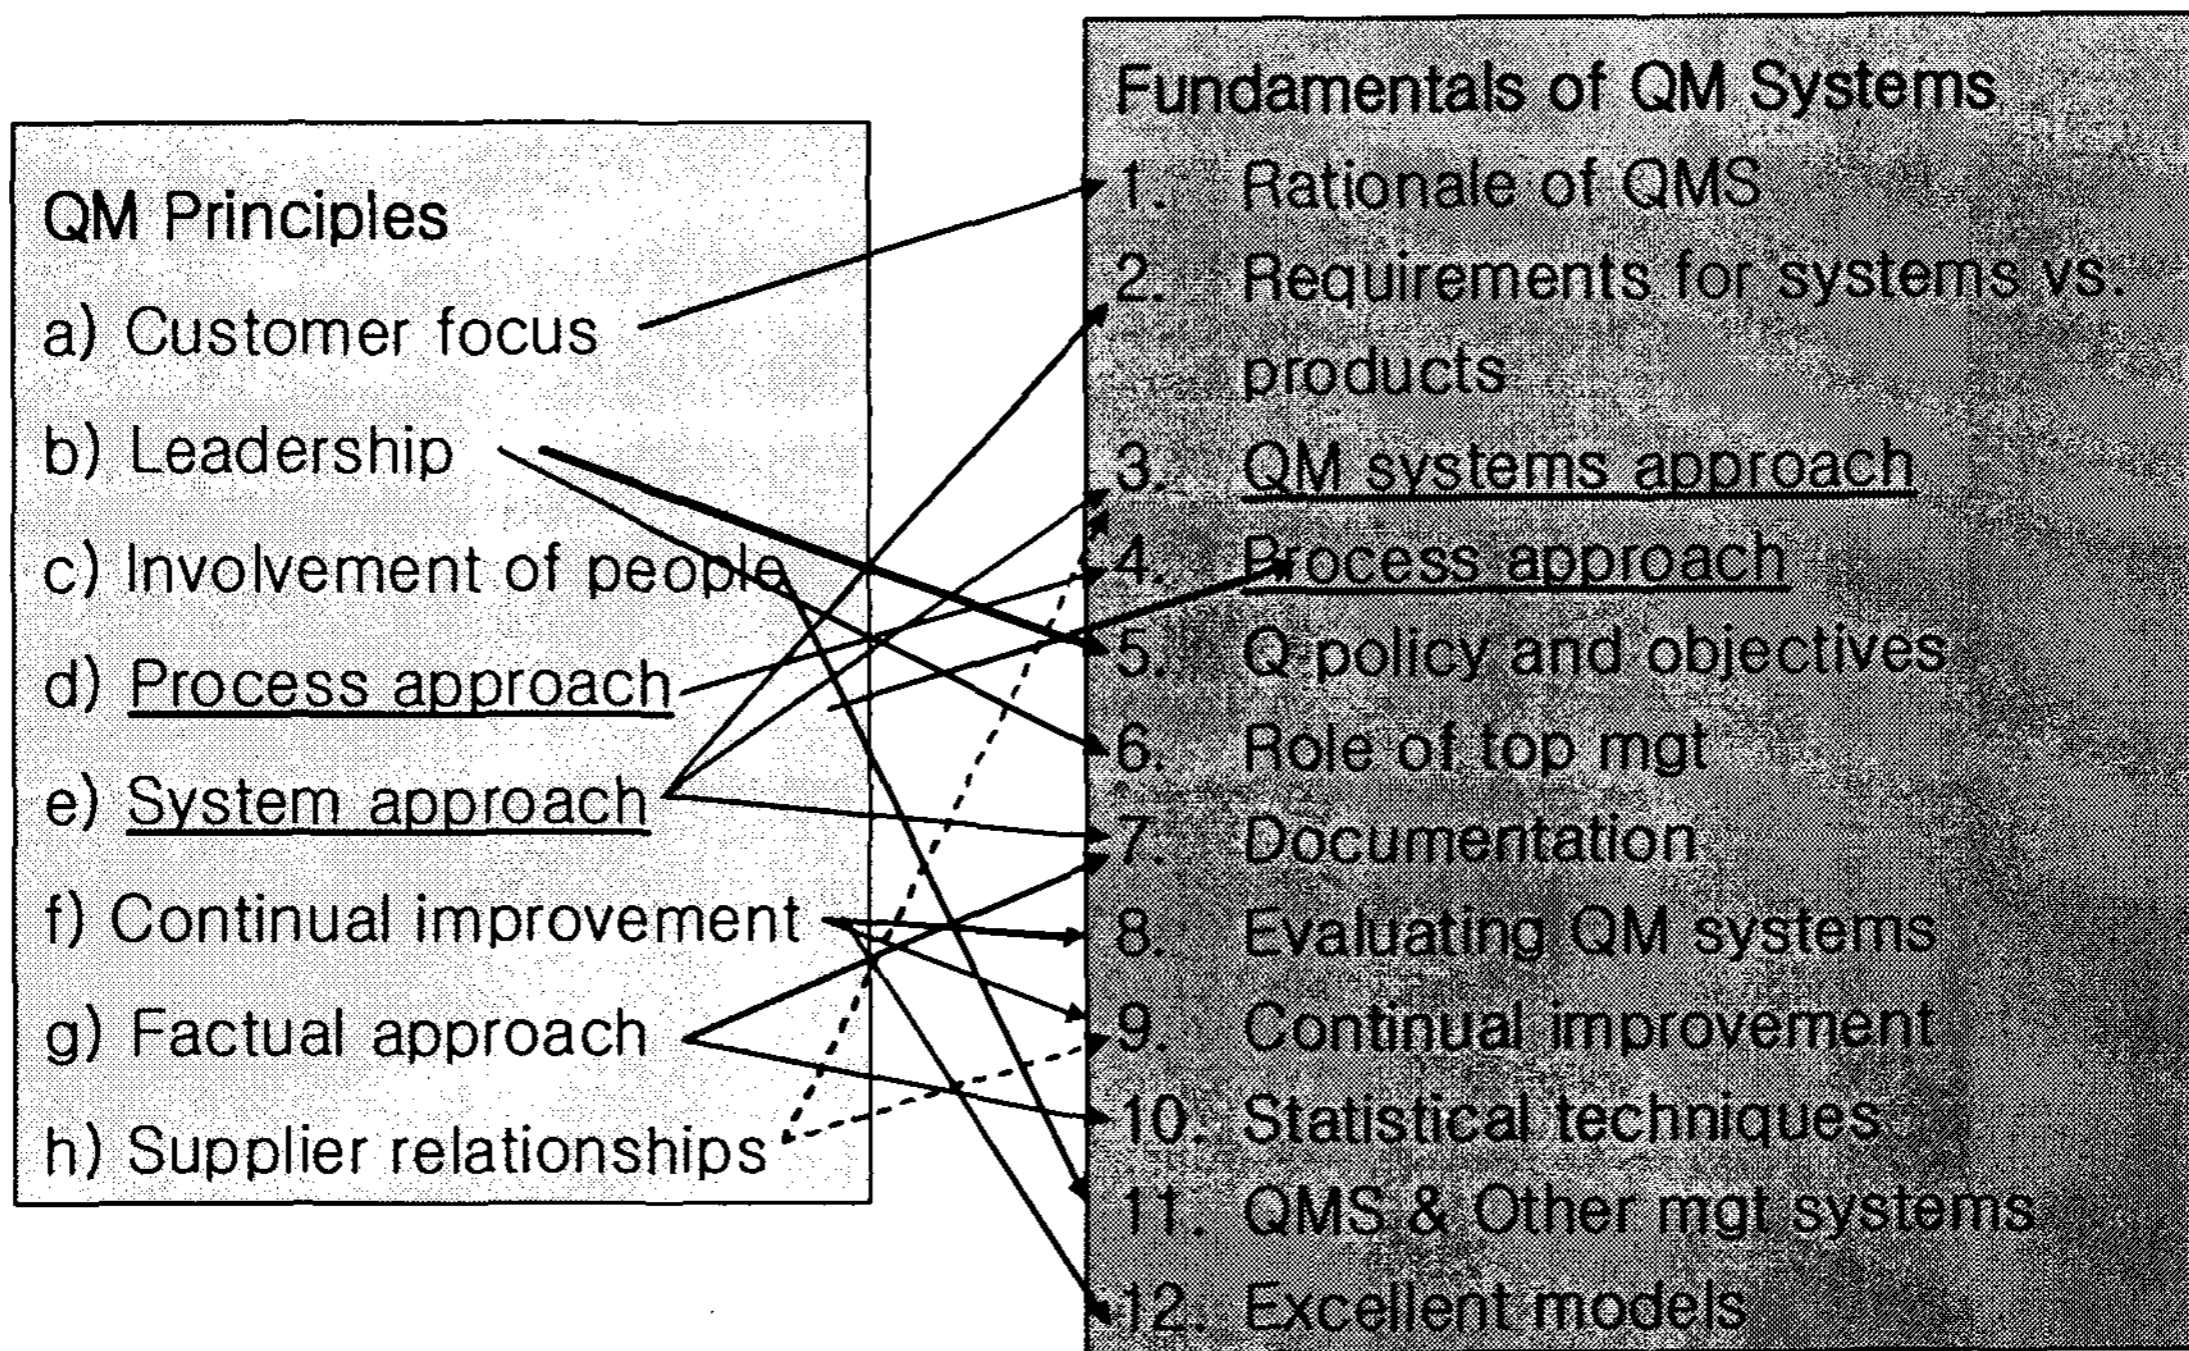 QM Principles
a) Customer focus
b) Leadership
c) Involvement of people
d) Process approach
e) System approach
f) Continual improvement
g) Factual approach
h) Supplier relationships
Fundamentals of QM Systems
1. Rationale of QMS
2. Requirements for systems vs.
products
3. QM systems approach
4. Process approach
5. Q policy and objectives
6. Role of top mgt
7. Documentation
8. Evaluating QM systems
9. Continual improvement
10. Statistical techniques
11. QMS & Other mgt systems
12. Excellent models